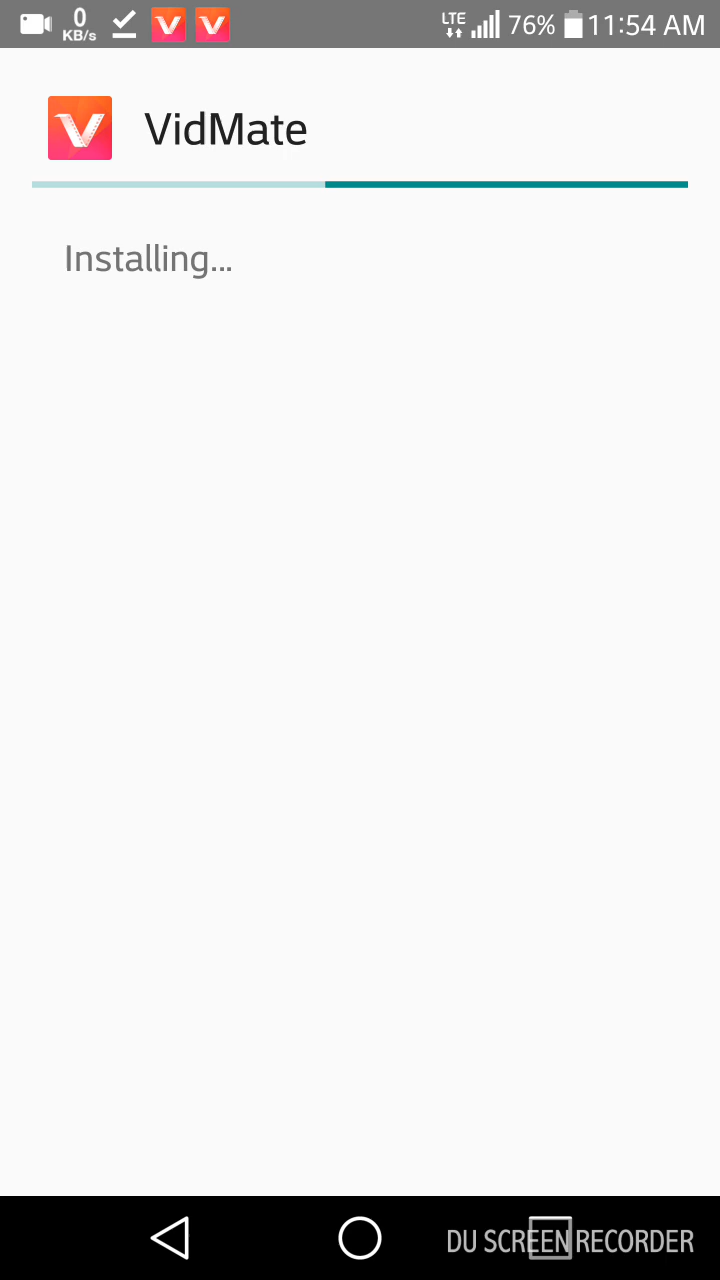 0
KB/s
LTE
76%
11:54 AM
VidMate
Installing...
DU SCREEN RECORDER